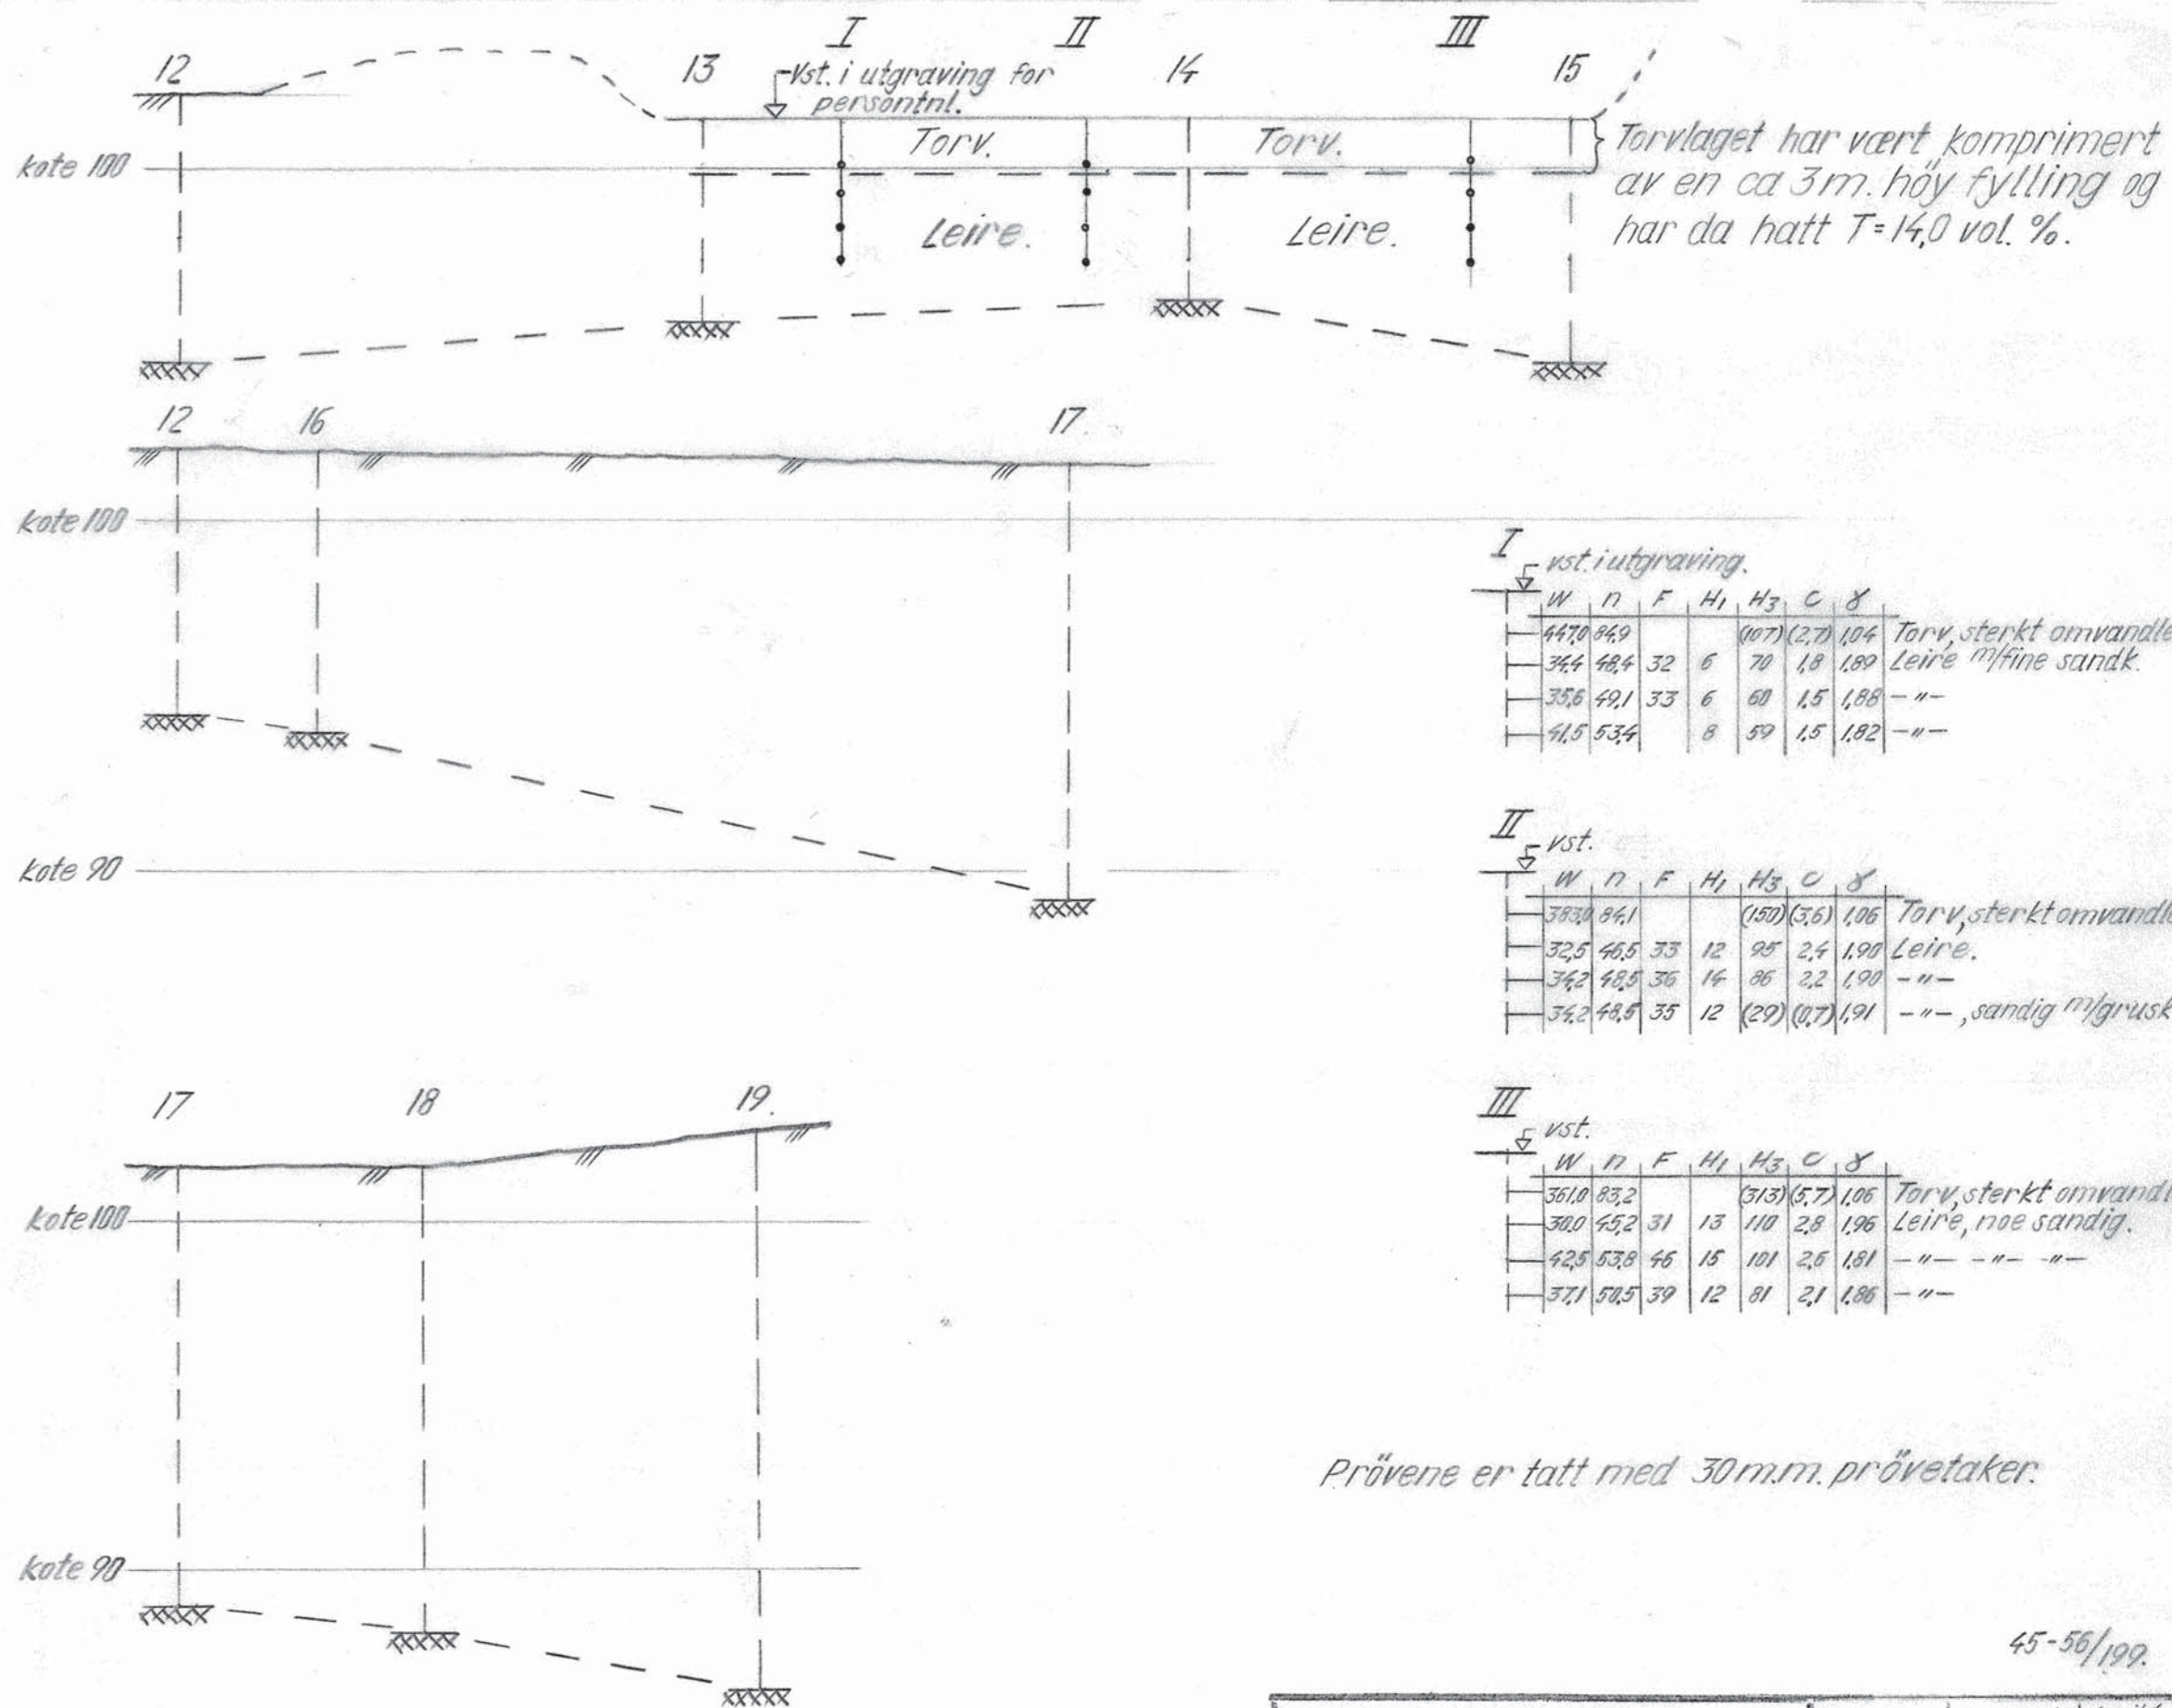 I II III
12 13 14 15
Vst. i utgraving for
persontnl.
Torv. Torv.
Torvlaget har vært komprimert
av en ca 3 m. höy fylling og
har da hatt T=14,0 vol. %.
kote 100
Leire. Leire.
12 16 17
kote 100
kote 90
I
vst. i utgraving.
W n F H1 H3 c γ
447,0 84,9 (107) (2,7) 1,04 Torv, sterkt omvandle
34,4 48,4 32 6 70 1,8 1,89 Leire m/fine sandk.
35,6 49,1 33 6 60 1,5 1,88 -"-
41,5 53,4 8 59 1,5 1,82 -"-
II
vst.
W n F H1 H3 c γ
383,0 84,1 (150) (3,6) 1,06 Torv, sterkt omvandle
32,5 46,5 33 12 95 2,4 1,90 Leire.
34,2 48,5 36 14 86 2,2 1,90 -"-
34,2 48,5 35 12 (29) (0,7) 1,91 -"-, sandig m/grusk
III
vst.
W n F H1 H3 c γ
361,0 83,2 (313) (5,7) 1,06 Torv, sterkt omvandl
30,0 45,2 31 13 110 2,8 1,96 Leire, noe sandig.
42,5 53,8 46 15 101 2,6 1,81 -"- -"- -"-
37,1 50,5 39 12 81 2,1 1,86 -"-
17 18 19.
kote 100
kote 90
Prövene er tatt med 30 m.m. prövetaker.
45-56/199.